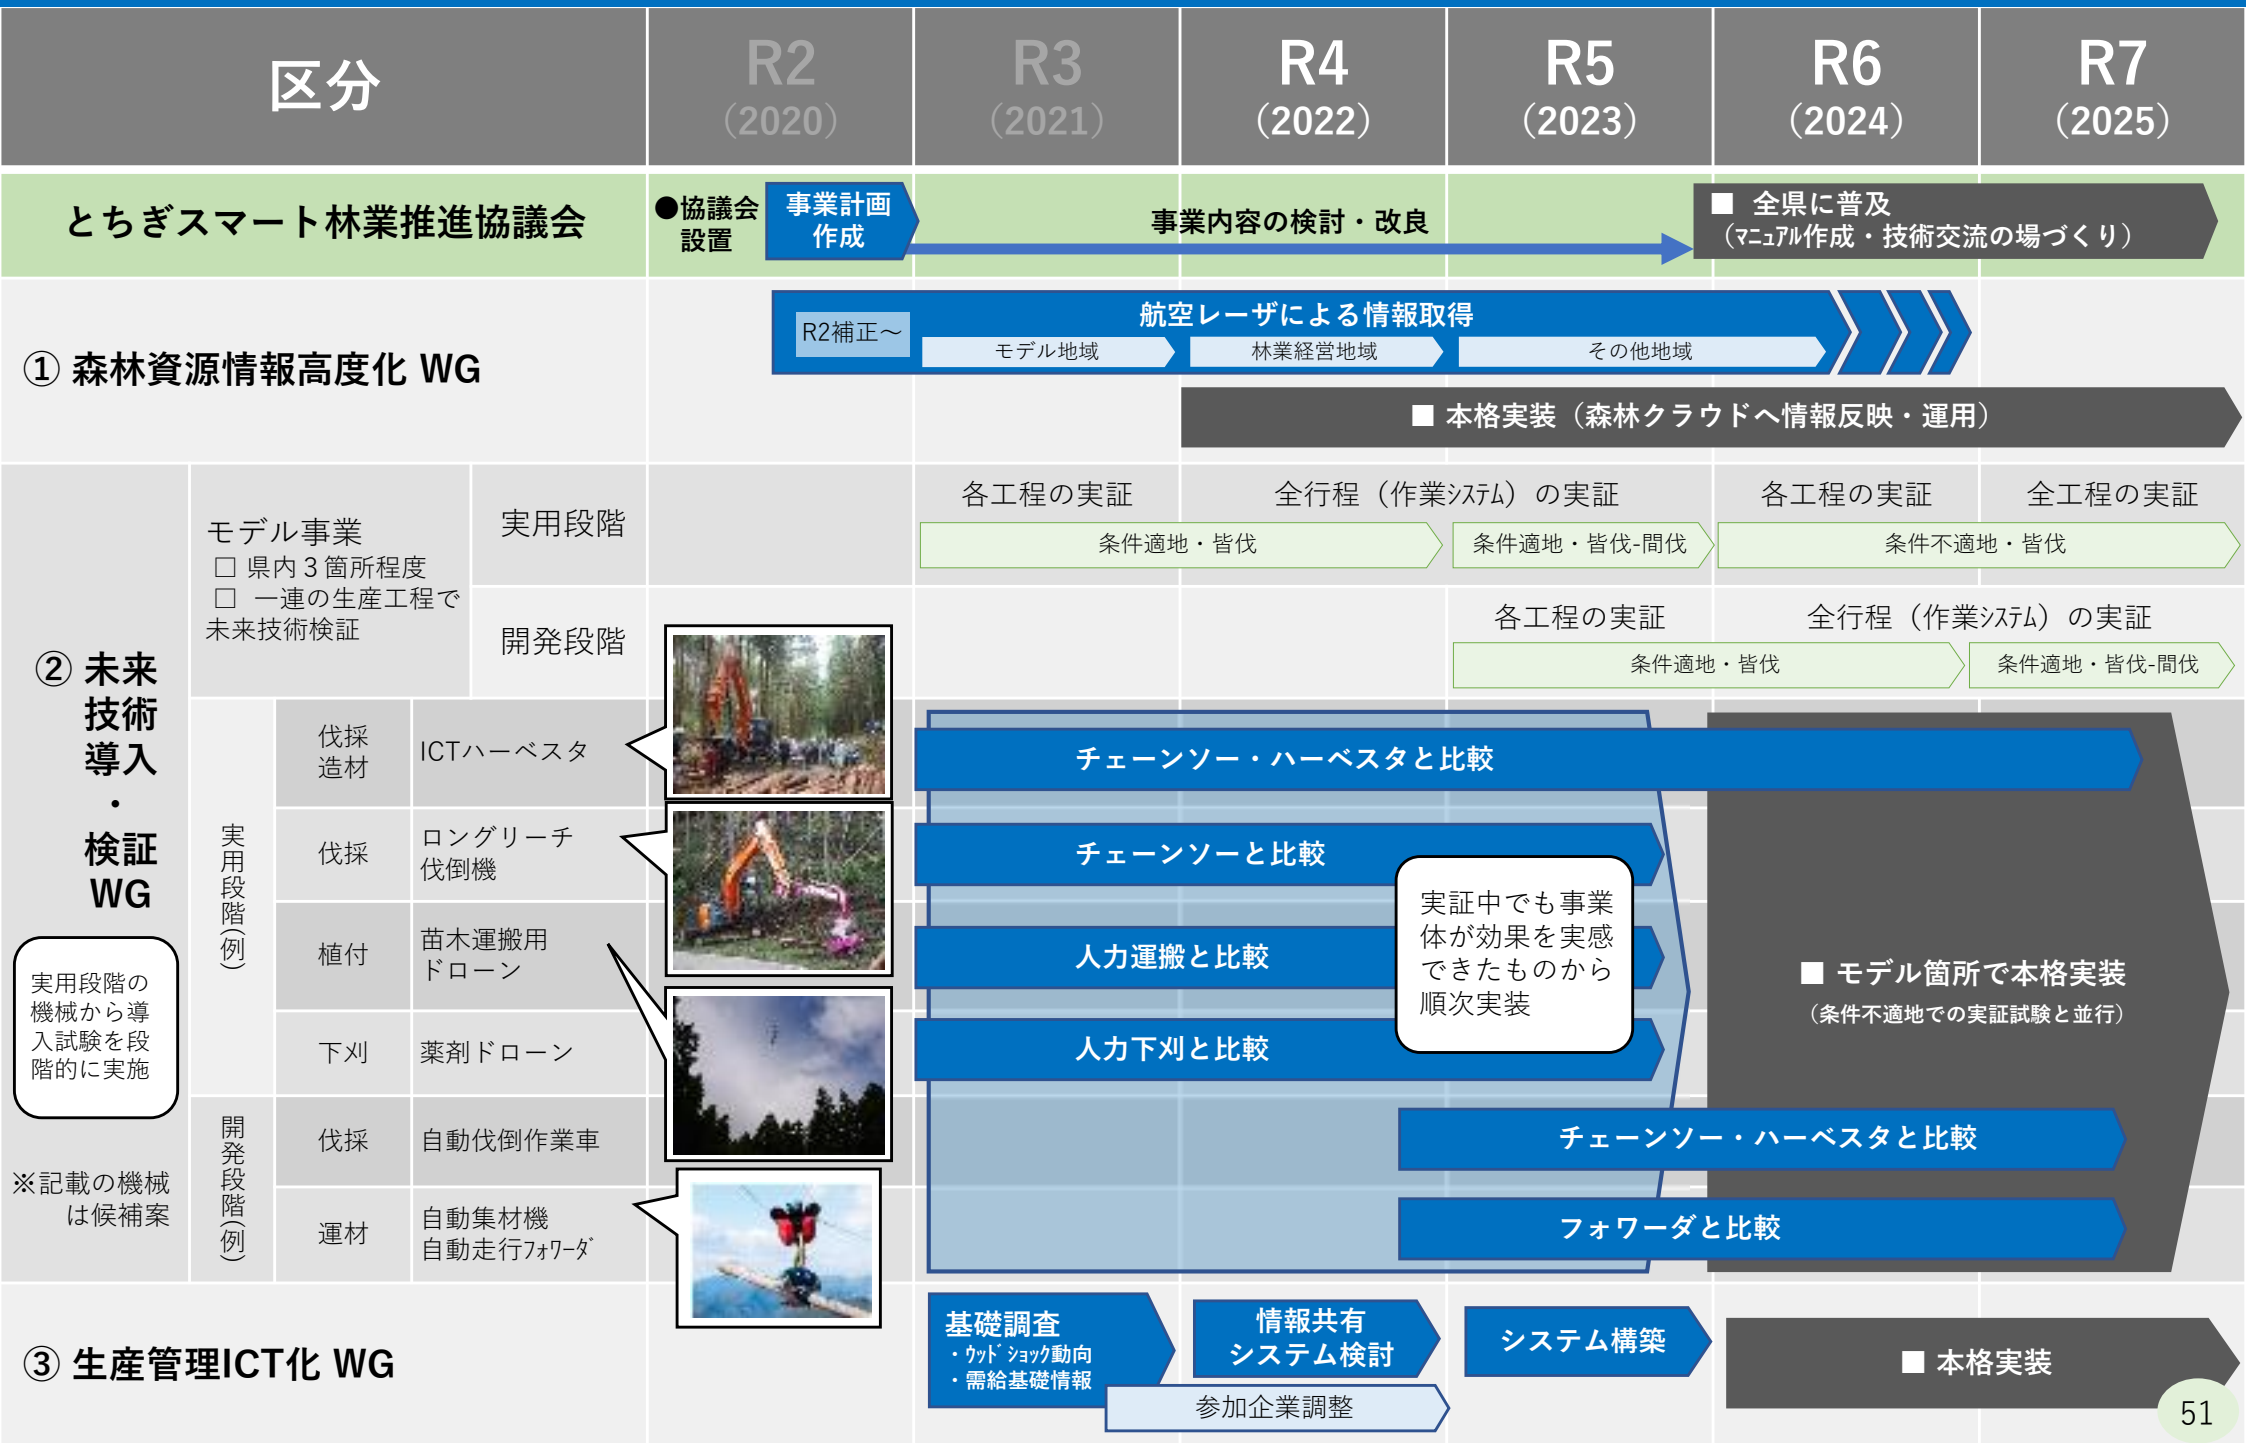 区分
R2
（2020）
R3
（2021）
R4
（2022）
R5
（2023）
R6
（2024）
R7
（2025）
とちぎスマート林業推進協議会
●協議会
設置
事業計画
作成
事業内容の検討・改良
■ 全県に普及
（ﾏﾆｭｱﾙ作成・技術交流の場づくり）
① 森林資源情報高度化 WG
航空レーザによる情報取得
R2補正～
モデル地域
林業経営地域
その他地域
■ 本格実装（森林クラウドへ情報反映・運用）
② 未来
技術
導入
・
検証
WG
実用段階の
機械から導
入試験を段
階的に実施
※記載の機械
は候補案
モデル事業
□ 県内３箇所程度
□ 一連の生産工程で
未来技術検証
実用段階
各工程の実証
全行程（作業ｼｽﾃﾑ）の実証
各工程の実証
全工程の実証
条件適地・皆伐
条件適地・皆伐-間伐
条件不適地・皆伐
開発段階
各工程の実証
全行程（作業ｼｽﾃﾑ）の実証
条件適地・皆伐
条件適地・皆伐-間伐
実用段階(例)
伐採
造材
ICTハーベスタ
チェーンソー・ハーベスタと比較
伐採
ロングリーチ
伐倒機
チェーンソーと比較
植付
苗木運搬用
ドローン
人力運搬と比較
下刈
薬剤ドローン
人力下刈と比較
実証中でも事業
体が効果を実感
できたものから
順次実装
■ モデル箇所で本格実装
（条件不適地での実証試験と並行）
開発段階(例)
伐採
自動伐倒作業車
チェーンソー・ハーベスタと比較
運材
自動集材機
自動走行ﾌｫﾜｰﾀﾞ
フォワーダと比較
③ 生産管理ICT化 WG
基礎調査
・ｳｯﾄﾞｼｮｯｸ動向
・需給基礎情報
情報共有
システム検討
参加企業調整
システム構築
■ 本格実装
51